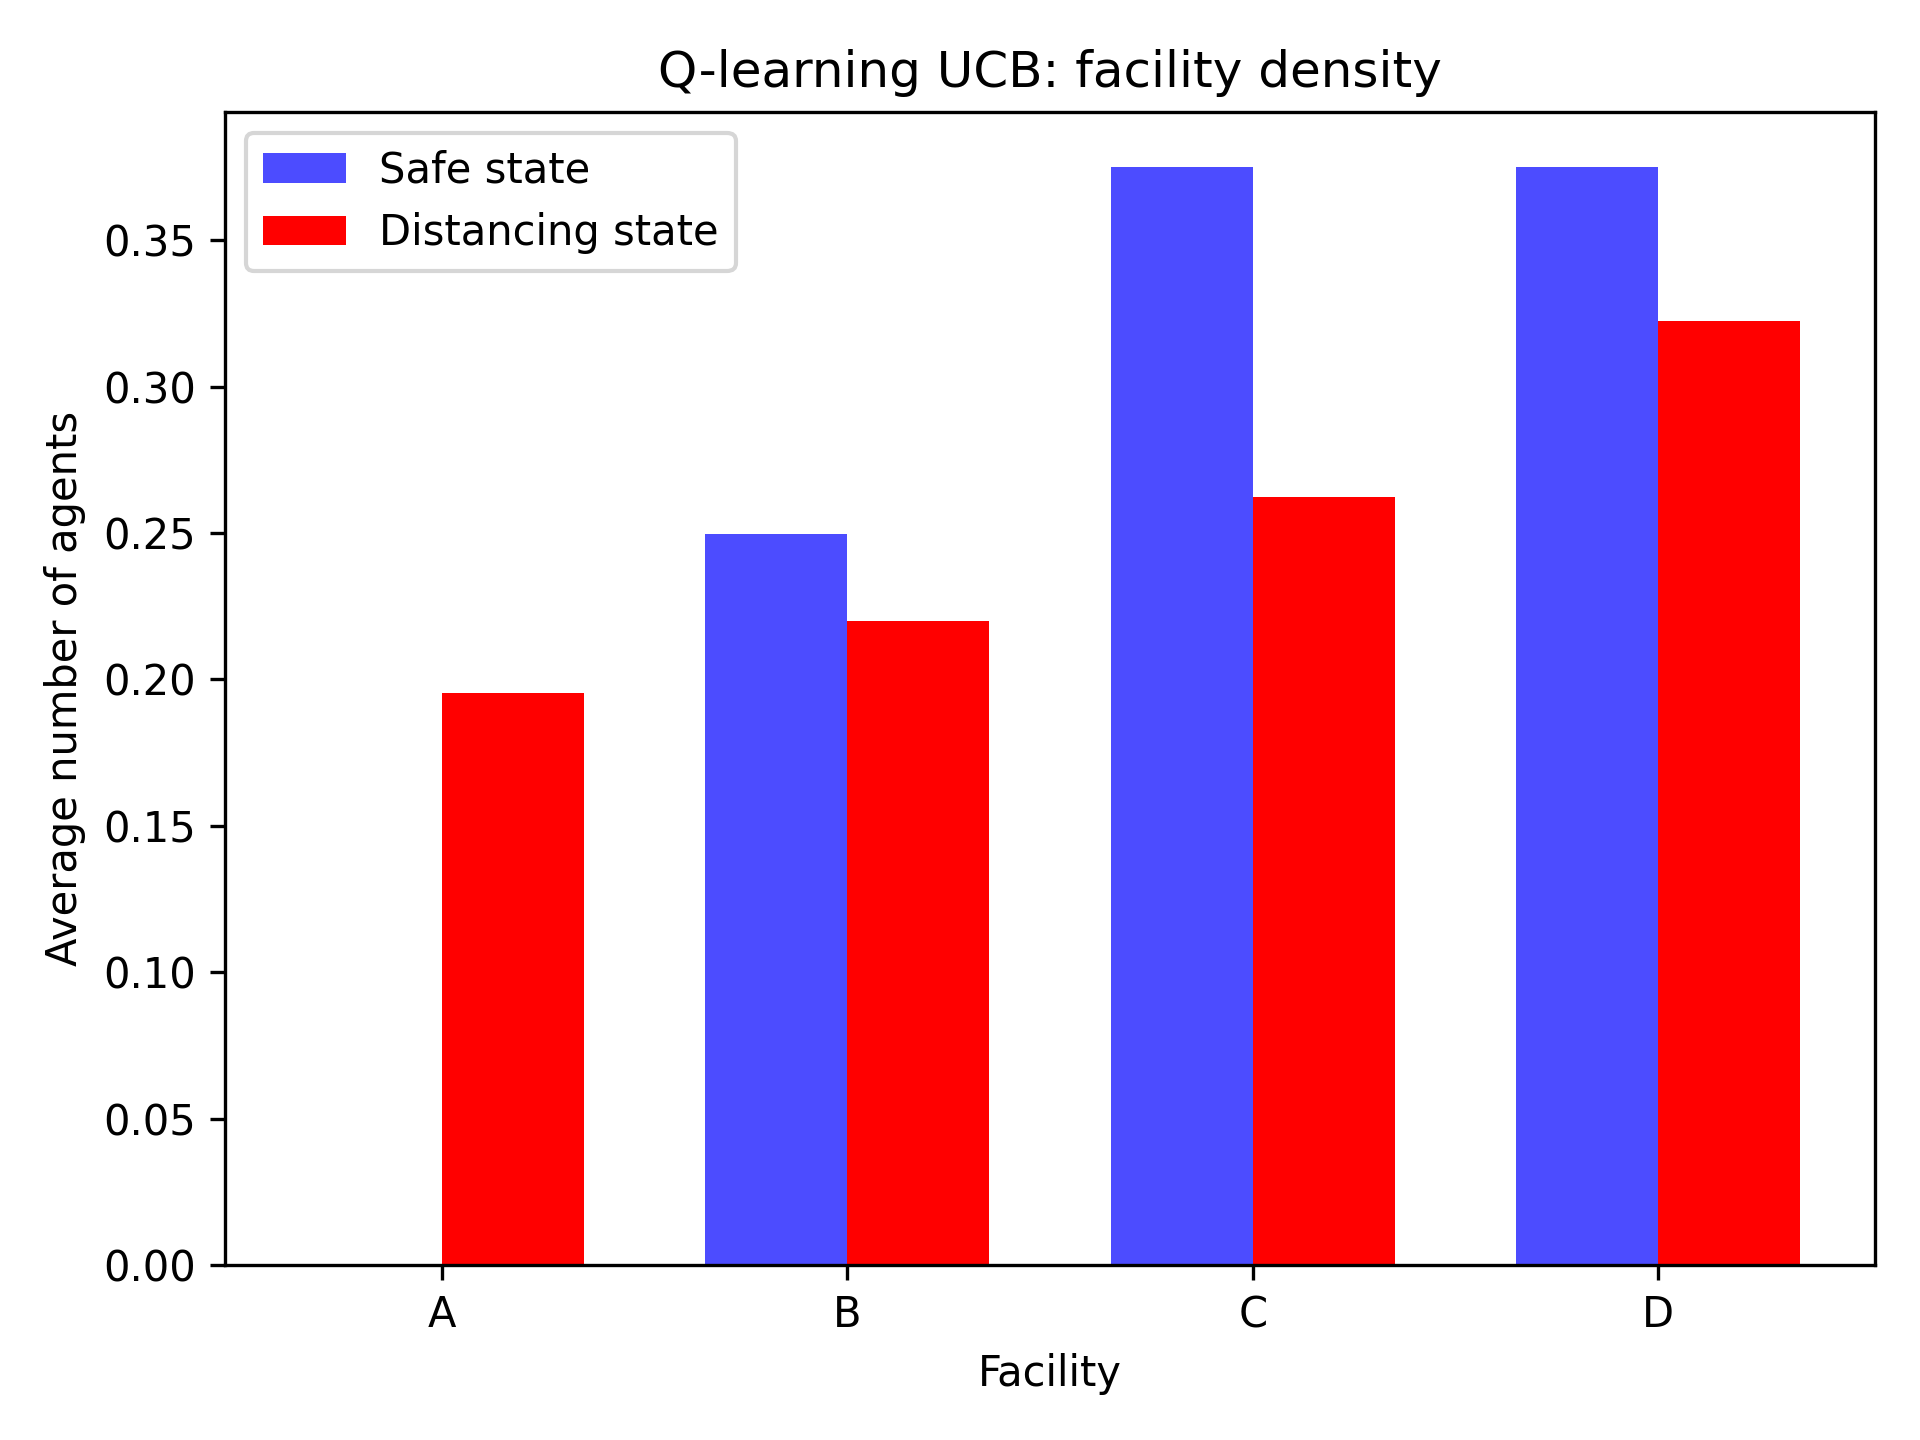 Q-learning UCB: facility density
Safe state
Distancing state
Average number of agents
0.35
0.30
0.25
0.20
0.15
0.10
0.05
0.00
A B C D
Facility